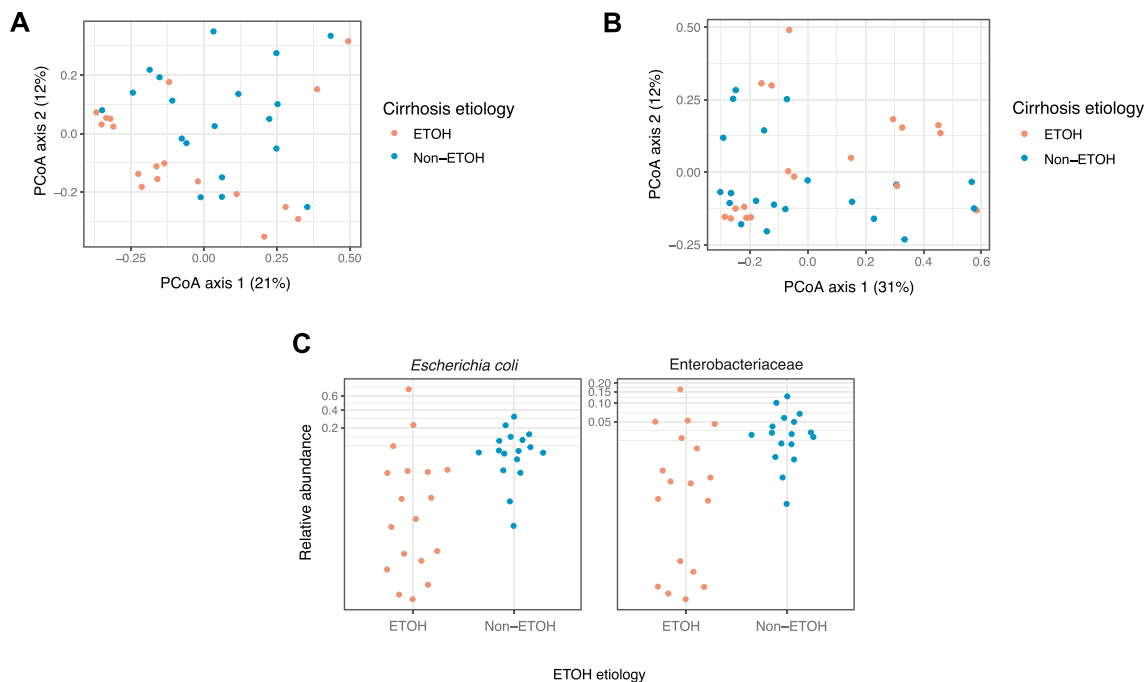 A
0.2
0.0
−0.2
PCoA axis 2 (12%)
−0.25
0.00
0.25
0.50
PCoA axis 1 (21%)
Cirrhosis etiology
ETOH
Non−ETOH
B
0.50
0.25
0.00
−0.25
PCoA axis 2 (12%)
−0.2
0.0
0.2
0.4
0.6
PCoA axis 1 (31%)
Cirrhosis etiology
ETOH
Non−ETOH
C
Escherichia coli
Enterobacteriaceae
0.6
0.4
0.2
0.20
0.15
0.10
0.05
Relative abundance
ETOH
Non−ETOH
ETOH
Non−ETOH
ETOH etiology